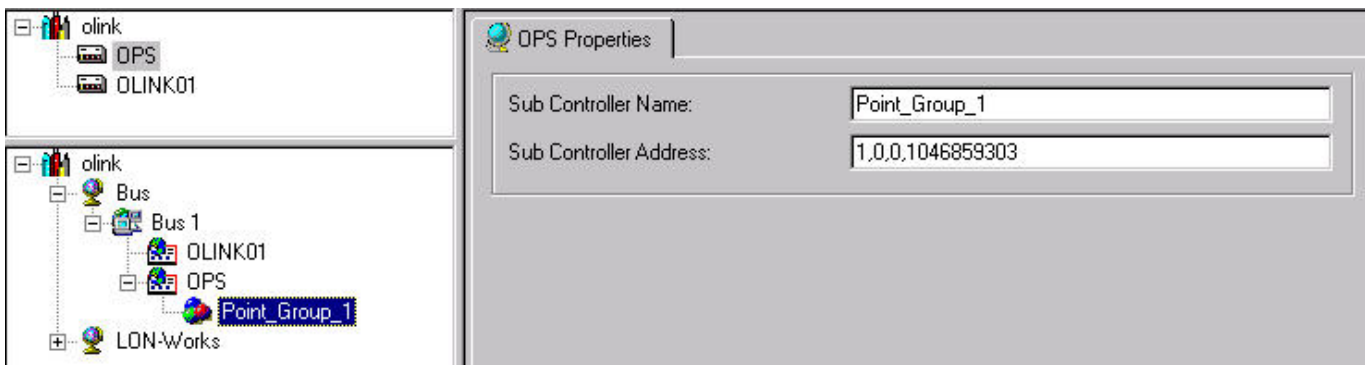 olink
OPS
OLINK01
olink
Bus
Bus 1
OLINK01
OPS
Point_Group_1
LON-Works
OPS Properties
Sub Controller Name: Point_Group_1
Sub Controller Address: 1,0,0,1046859303